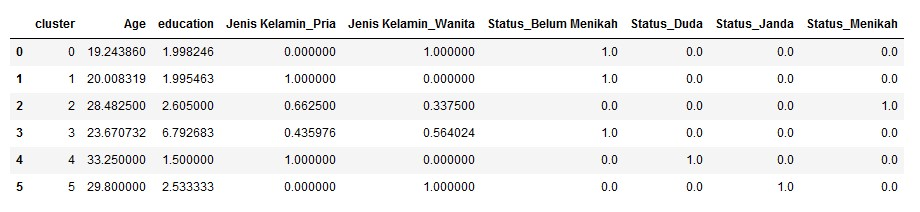 cluster Age education Jenis Kelamin_Pria Jenis Kelamin_Wanita Status_Belum Menikah Status_Duda Status_Janda Status_Menikah
0 0 19.243860 1.998246 0.000000 1.000000 1.0 0.0 0.0 0.0
1 1 20.008319 1.995463 1.000000 0.000000 1.0 0.0 0.0 0.0
2 2 28.482500 2.605000 0.662500 0.337500 0.0 0.0 0.0 1.0
3 3 23.670732 6.792683 0.435976 0.564024 1.0 0.0 0.0 0.0
4 4 33.250000 1.500000 1.000000 0.000000 0.0 1.0 0.0 0.0
5 5 29.800000 2.533333 0.000000 1.000000 0.0 0.0 1.0 0.0